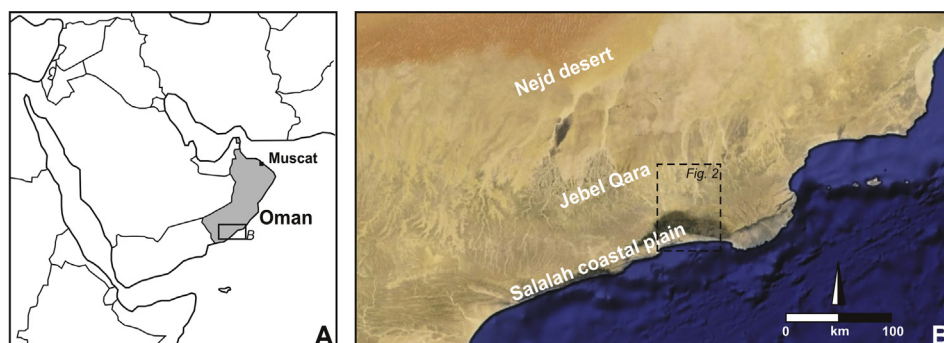 Muscat
Oman
B
A
Nejd desert
Jebel Qara
Fig. 2
Salalah coastal plain
0 km 100
B